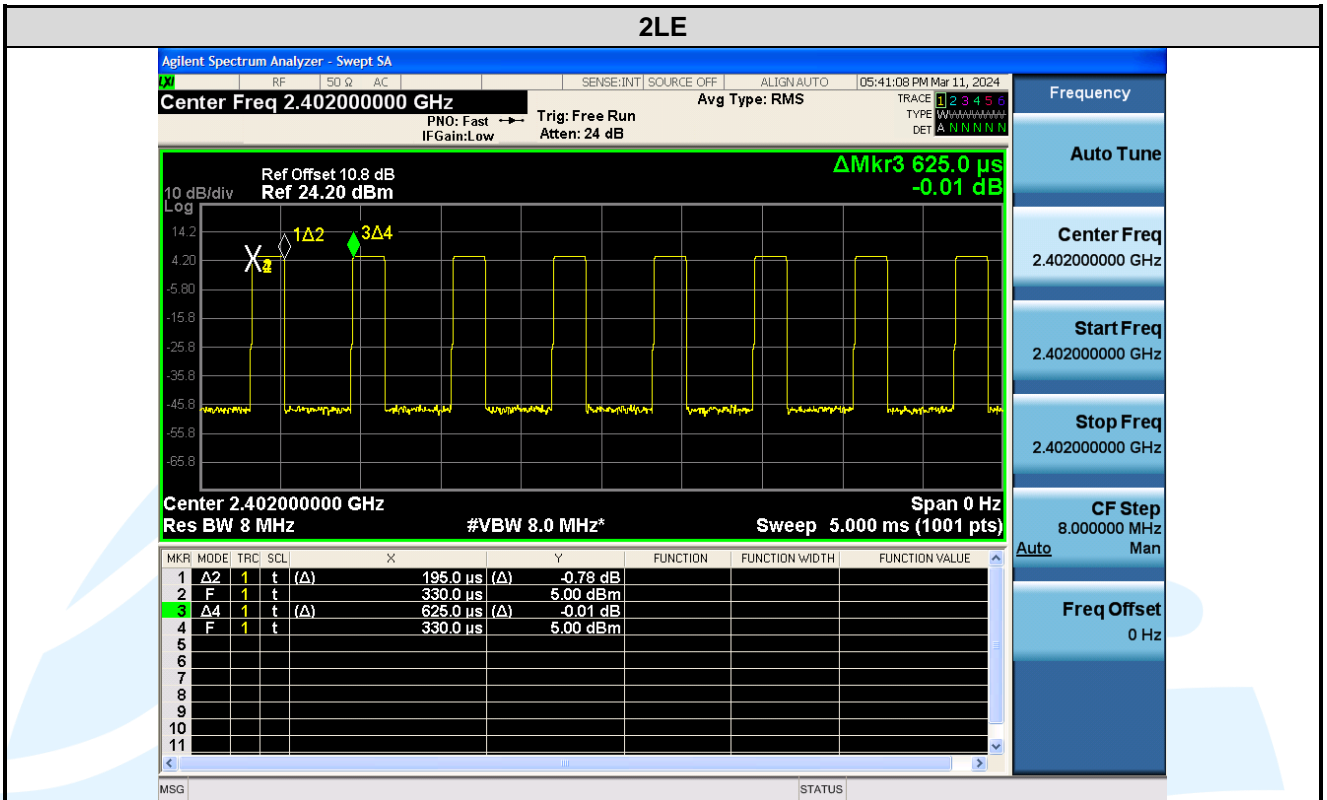 2LE
Agilent Spectrum Analyzer - Swept SA
LXI RF 50 Ω AC SENSE:INT SOURCE OFF ALIGN AUTO 05:41:08 PM Mar 11, 2024
Center Freq 2.402000000 GHz
PNO: Fast
IFGain:Low
Trig: Free Run
Atten: 24 dB
Avg Type: RMS
TRACE 1 2 3 4 5 6
TYPE
DET A N N N N N
ΔMkr3 625.0 µs
-0.01 dB
Ref Offset 10.8 dB
10 dB/div Ref 24.20 dBm
Log
14.2
4.20
-5.80
-15.8
-25.8
-35.8
-45.8
-55.8
-65.8
1Δ2
3Δ4
Center 2.402000000 GHz Span 0 Hz
Res BW 8 MHz #VBW 8.0 MHz* Sweep 5.000 ms (1001 pts)
MKR MODE TRC SCL X Y FUNCTION FUNCTION WIDTH FUNCTION VALUE
1 Δ2 1 t (Δ) 195.0 µs (Δ) -0.78 dB
2 F 1 t 330.0 µs 5.00 dBm
3 Δ4 1 t (Δ) 625.0 µs (Δ) -0.01 dB
4 F 1 t 330.0 µs 5.00 dBm
5
6
7
8
9
10
11
MSG STATUS
Frequency
Auto Tune
Center Freq
2.402000000 GHz
Start Freq
2.402000000 GHz
Stop Freq
2.402000000 GHz
CF Step
8.000000 MHz
Auto Man
Freq Offset
0 Hz